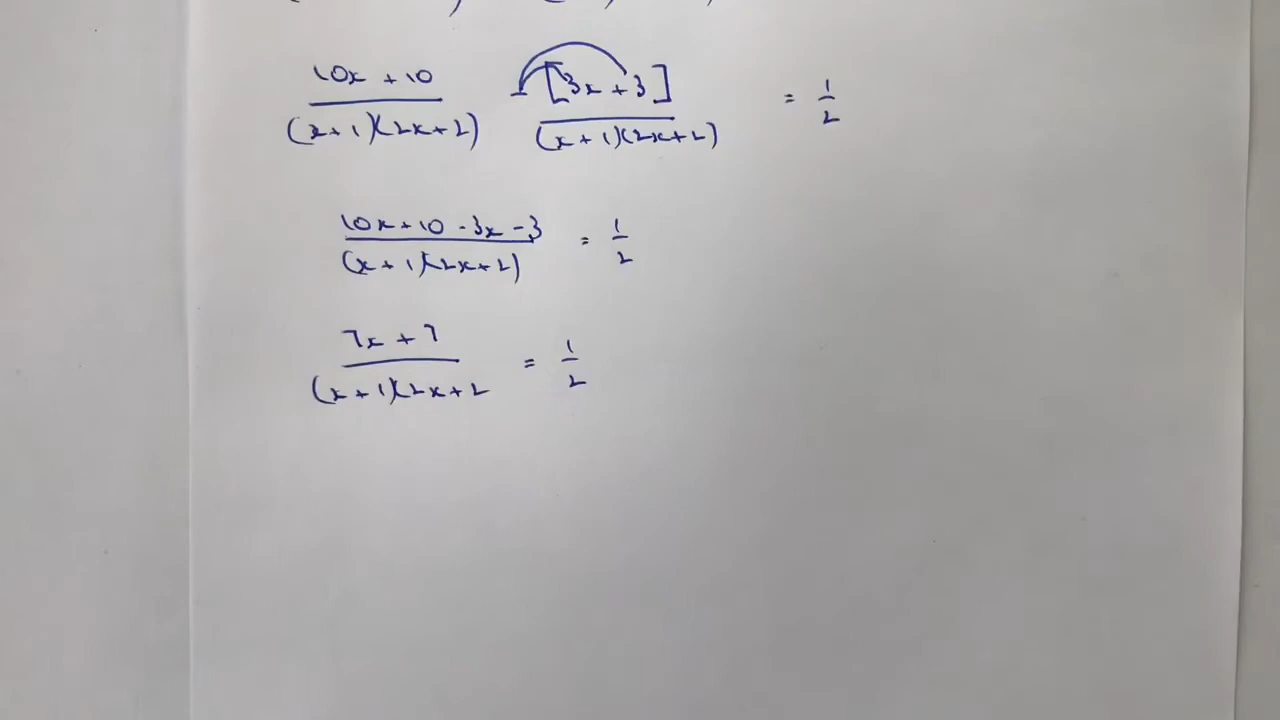 10x + 10 - [3x + 3] = 1/2
(x + 1)(2x + 2) (x + 1)(2x + 2)
10x + 10 - 3x - 3 = 1/2
(x + 1)(2x + 2)
7x + 7 = 1/2
(x + 1)(2x + 2